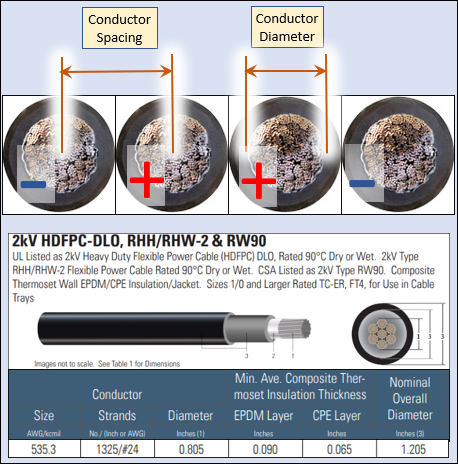 Conductor
Spacing
Conductor
Diameter
- + + -
2kV HDFPC-DLO, RHH/RHW-2 & RW90
UL Listed as 2kV Heavy Duty Flexible Power Cable (HDFPC) DLO, Rated 90°C Dry or Wet. 2kV Type
RHH/RHW-2 Flexible Power Cable Rated 90°C Dry or Wet. CSA Listed as 2kV Type RW90. Composite
Thermoset Wall EPDM/CPE Insulation/Jacket. Sizes 1/0 and Larger Rated TC-ER, FT4, for Use in Cable
Trays
3 2 1
1 3 3
Images not to scale. See Table 1 for Dimensions
Conductor
Min. Ave. Composite Ther-
moset Insulation Thickness
Nominal
Overall
Diameter
Size Strands Diameter EPDM Layer CPE Layer
AWG/kcmil No./ (Inch or AWG) Inches (1) Inches Inches Inches (3)
535.3 1325/#24 0.805 0.090 0.065 1.205